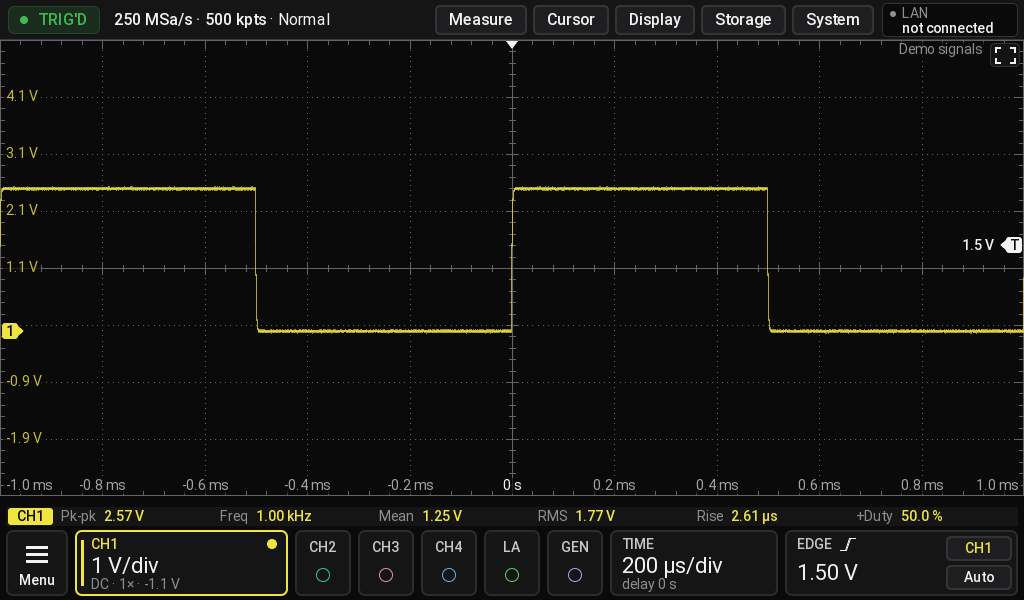 TRIG'D
250 MSa/s · 500 kpts · Normal
Measure
Cursor
Display
Storage
System
LAN
not connected
Demo signals
4.1 V
3.1 V
2.1 V
1.5 V
T
1.1 V
1
-0.9 V
-1.9 V
-1.0 ms
-0.8 ms
-0.6 ms
-0.4 ms
-0.2 ms
0 s
0.2 ms
0.4 ms
0.6 ms
0.8 ms
1.0 ms
CH1 Pk-pk 2.57 V Freq 1.00 kHz Mean 1.25 V RMS 1.77 V Rise 2.61 µs +Duty 50.0 %
Menu
CH1
1 V/div
DC · 1× · -1.1 V
CH2
CH3
CH4
LA
GEN
TIME
200 µs/div
delay 0 s
EDGE
1.50 V
CH1
Auto